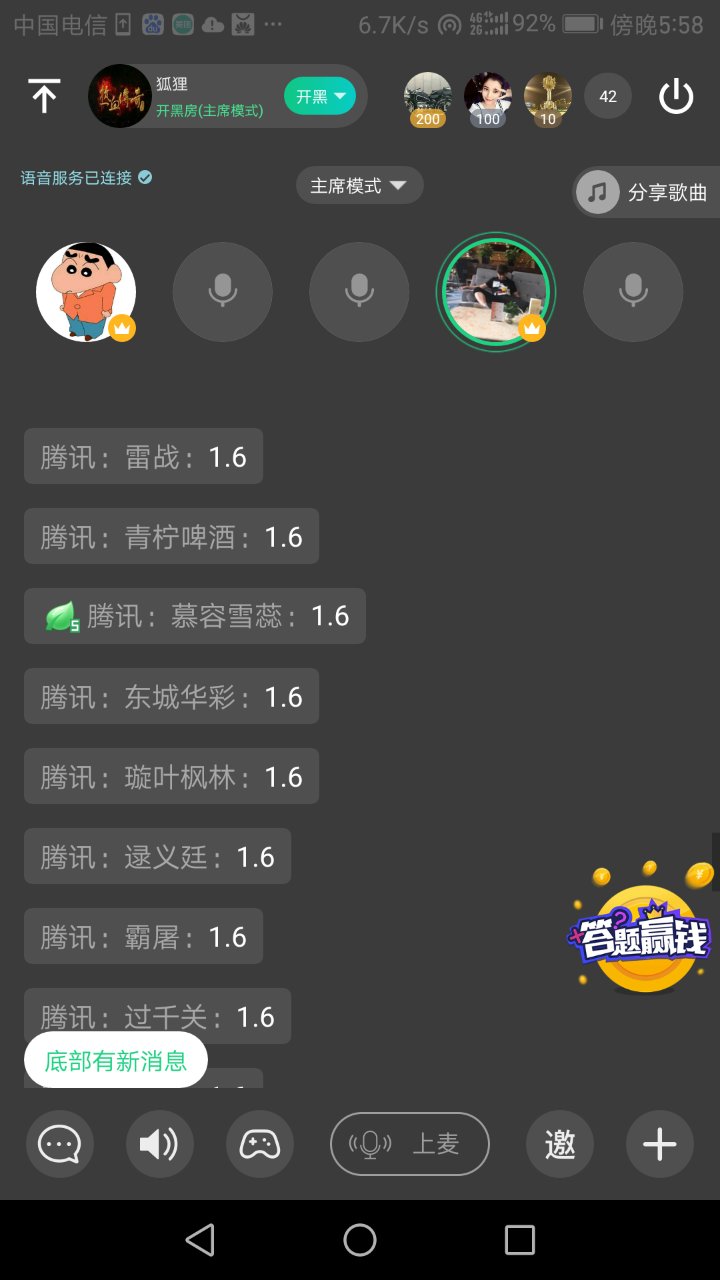 中国电信 6.7K/s 4G 2G 92% 傍晚5:58
狐狸
开黑房(主席模式)
开黑
200 100 10 42
语音服务已连接
主席模式
分享歌曲
腾讯：雷战：1.6
腾讯：青柠啤酒：1.6
5 腾讯：慕容雪蕊：1.6
腾讯：东城华彩：1.6
腾讯：璇叶枫林：1.6
腾讯：逯义廷：1.6
腾讯：霸屠：1.6
答题赢钱
腾讯：过千关：1.6
底部有新消息
上麦
邀